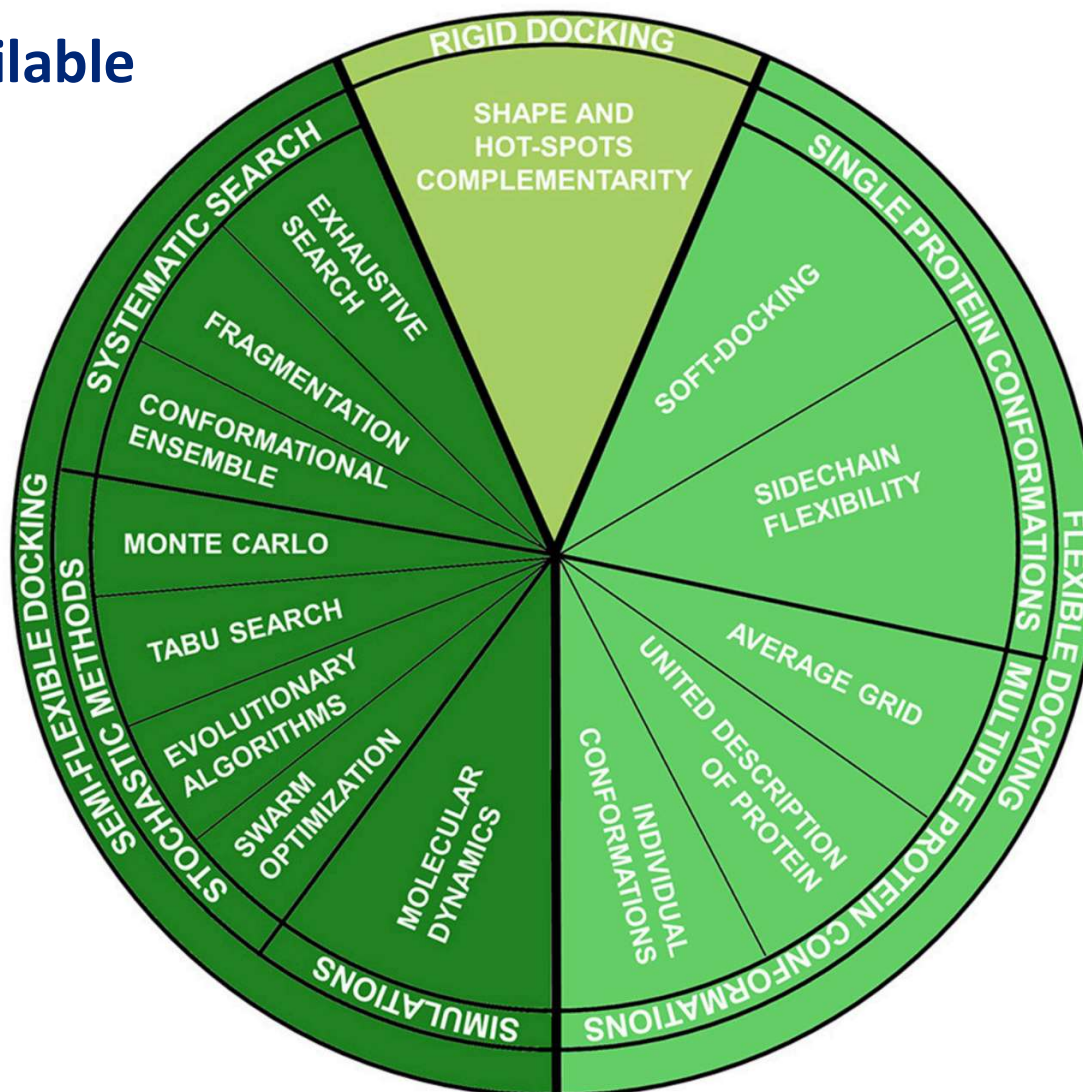 ilable
RIGID DOCKING
SHAPE AND
HOT-SPOTS
COMPLEMENTARITY
SINGLE PROTEIN CONFORMATIONS
SOFT-DOCKING
SIDECHAIN
FLEXIBILITY
FLEXIBLE DOCKING
MULTIPLE PROTEIN CONFORMATIONS
AVERAGE GRID
UNITED DESCRIPTION
OF PROTEIN
INDIVIDUAL
CONFORMATIONS
SIMULATIONS
MOLECULAR
DYNAMICS
SEMI-FLEXIBLE DOCKING
STOCHASTIC METHODS
SWARM
OPTIMIZATION
EVOLUTIONARY
ALGORITHMS
TABU SEARCH
MONTE CARLO
SYSTEMATIC SEARCH
CONFORMATIONAL
ENSEMBLE
FRAGMENTATION
EXHAUSTIVE
SEARCH